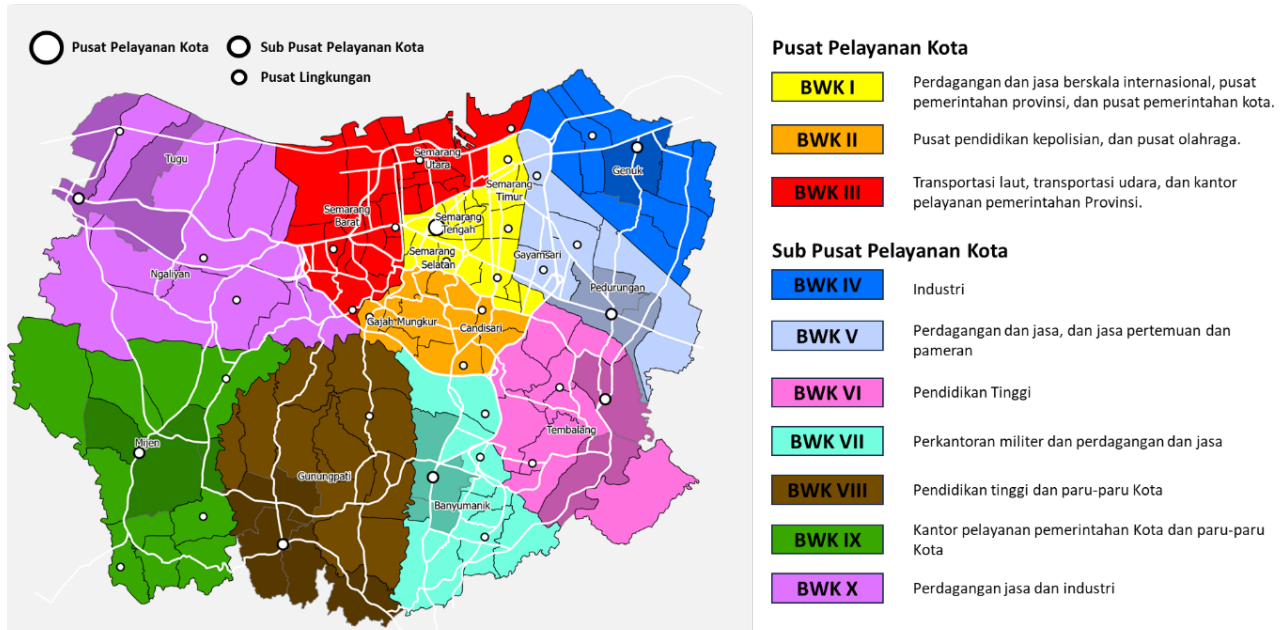 Pusat Pelayanan Kota
Sub Pusat Pelayanan Kota
Pusat Lingkungan
Tugu
Semarang
Utara
Genuk
Semarang
Timur
Semarang
Barat
Semarang
Tengah
Semarang
Selatan
Gayamsari
Ngaliyan
Pedurungan
Gajah Mungkur
Candisari
Mijen
Tembalang
Gunungpati
Banyumanik
Pusat Pelayanan Kota
BWK I
Perdagangan dan jasa berskala internasional, pusat
pemerintahan provinsi, dan pusat pemerintahan kota.
BWK II
Pusat pendidikan kepolisian, dan pusat olahraga.
BWK III
Transportasi laut, transportasi udara, dan kantor
pelayanan pemerintahan Provinsi.
Sub Pusat Pelayanan Kota
BWK IV
Industri
BWK V
Perdagangan dan jasa, dan jasa pertemuan dan
pameran
BWK VI
Pendidikan Tinggi
BWK VII
Perkantoran militer dan perdagangan dan jasa
BWK VIII
Pendidikan tinggi dan paru-paru Kota
BWK IX
Kantor pelayanan pemerintahan Kota dan paru-paru
Kota
BWK X
Perdagangan jasa dan industri